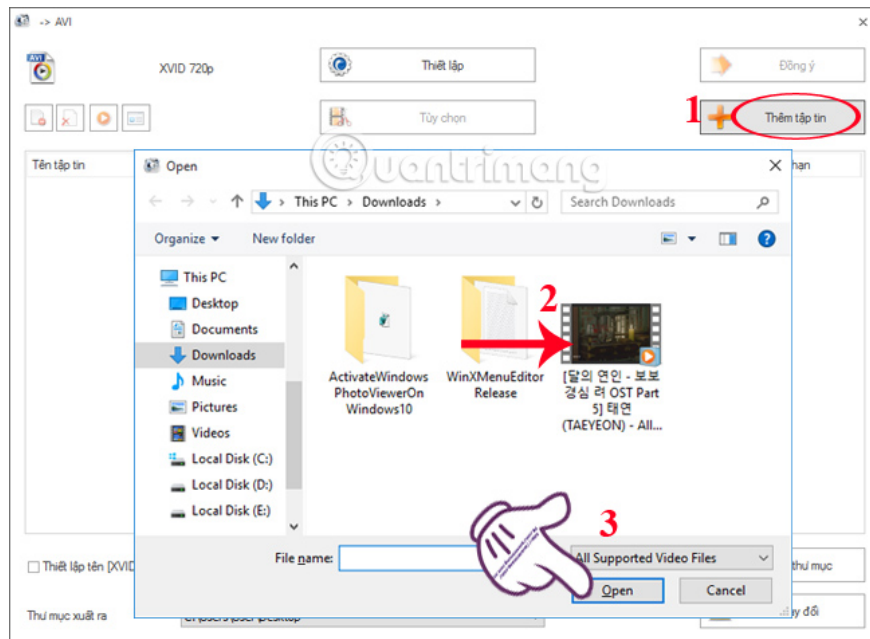 -> AVI
XVID 720p
Thiết lập
Đồng ý
Tùy chọn
1
Thêm tập tin
Tên tập tin
hạn
Open
Quantrimang
This PC > Downloads >
Search Downloads
Organize
New folder
This PC
Desktop
Documents
Downloads
Music
Pictures
Videos
Local Disk (C:)
Local Disk (D:)
Local Disk (E:)
2
ActivateWindows
PhotoViewerOn
Windows10
WinXMenuEditor
Release
[달의 연인 - 보보
경심 려 OST Part
5] 태연
(TAEYEON) - All...
3
File name:
All Supported Video Files
Open
Cancel
Thiết lập tên [XVID
thư mục
Thư mục xuất ra